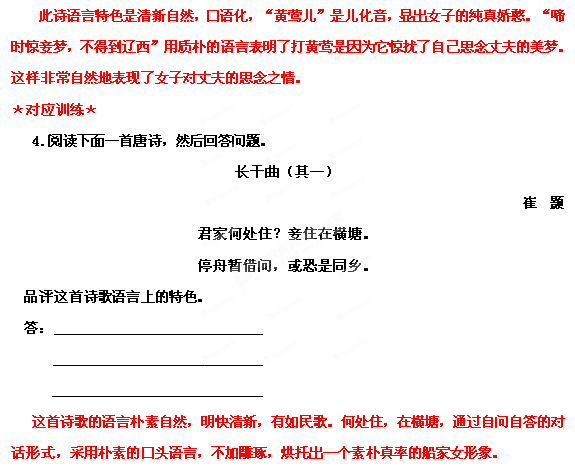 此诗语言特色是清新自然，口语化，“黄莺儿”是儿化音，显出女子的纯真娇憨。“啼
时惊妾梦，不得到辽西”用质朴的语言表明了打黄莺是因为它惊扰了自己思念丈夫的美梦。
这样非常自然地表现了女子对丈夫的思念之情。
★对应训练★
4.阅读下面一首唐诗，然后回答问题。
长干曲（其一）
崔　颢
君家何处住？妾住在横塘。
停舟暂借问，或恐是同乡。
品评这首诗歌语言上的特色。
答：
这首诗歌的语言朴素自然，明快清新，有如民歌。何处住，在横塘，通过自问自答的对
话形式，采用朴素的口头语言，不加雕琢，烘托出一个素朴真率的船家女形象。